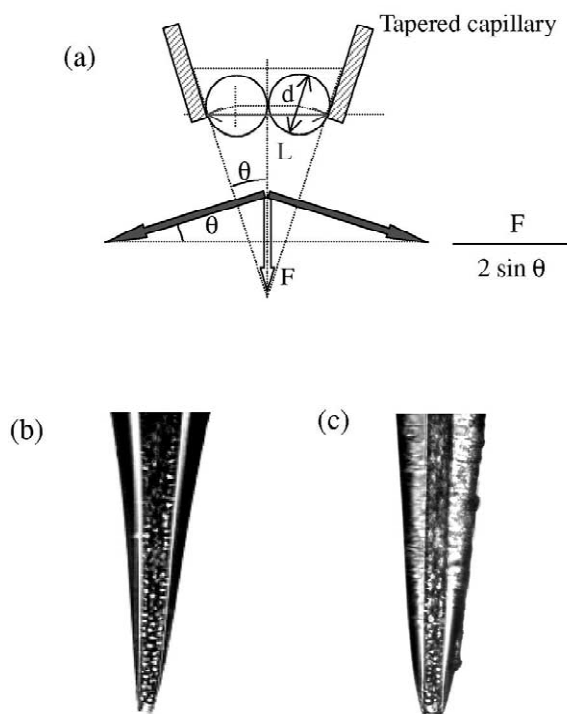 Tapered capillary
(a)
d
L
θ
θ
F
F
2 sin θ
(b)
(c)